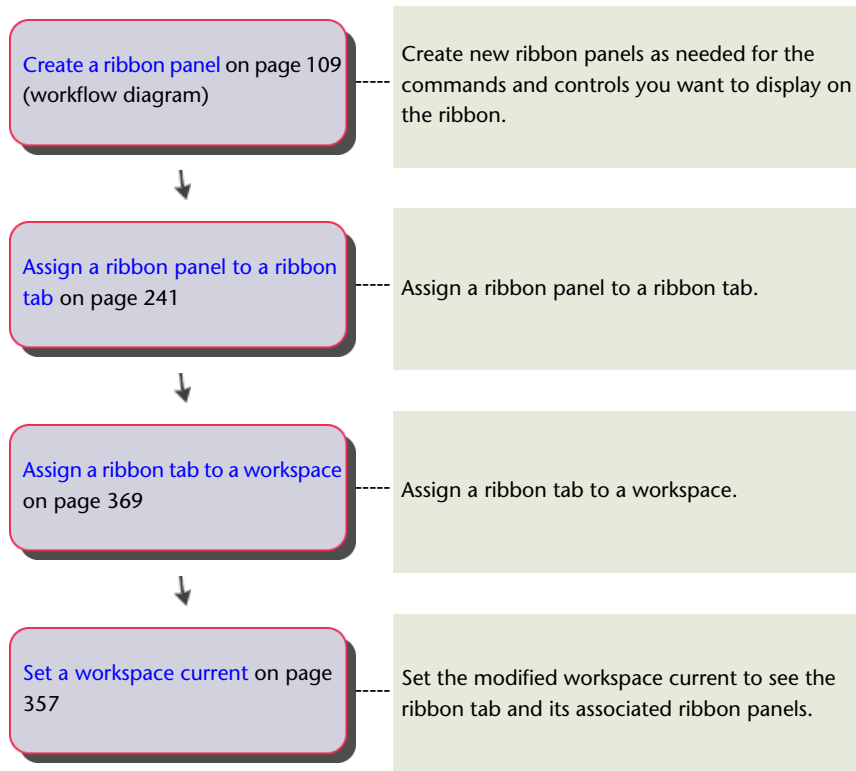 Create a ribbon panel on page 109
(workflow diagram)
Create new ribbon panels as needed for the
commands and controls you want to display on
the ribbon.
Assign a ribbon panel to a ribbon
tab on page 241
Assign a ribbon panel to a ribbon tab.
Assign a ribbon tab to a workspace
on page 369
Assign a ribbon tab to a workspace.
Set a workspace current on page
357
Set the modified workspace current to see the
ribbon tab and its associated ribbon panels.